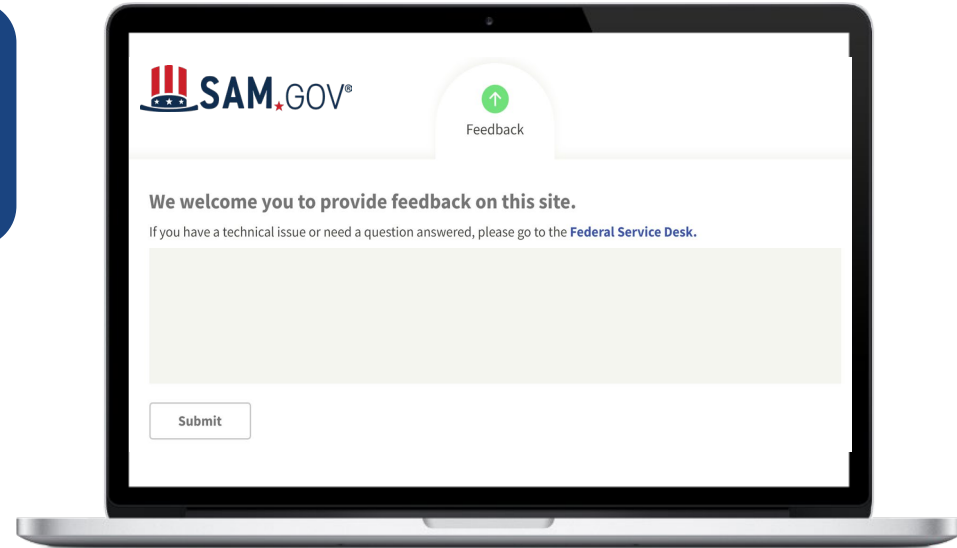 SAM.GOV®
Feedback
We welcome you to provide feedback on this site.
If you have a technical issue or need a question answered, please go to the Federal Service Desk.
Submit